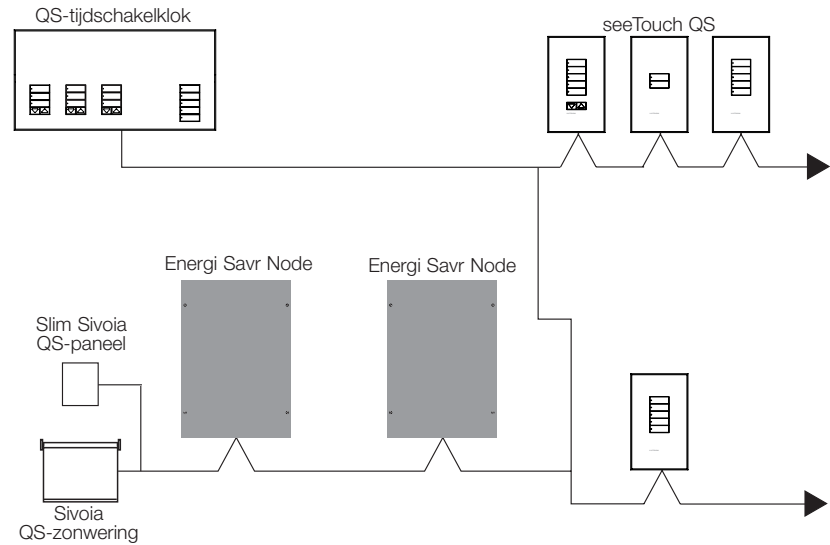 QS-tijdschakelklok
seeTouch QS
Energi Savr Node
Energi Savr Node
Slim Sivoia
QS-paneel
Sivoia
QS-zonwering